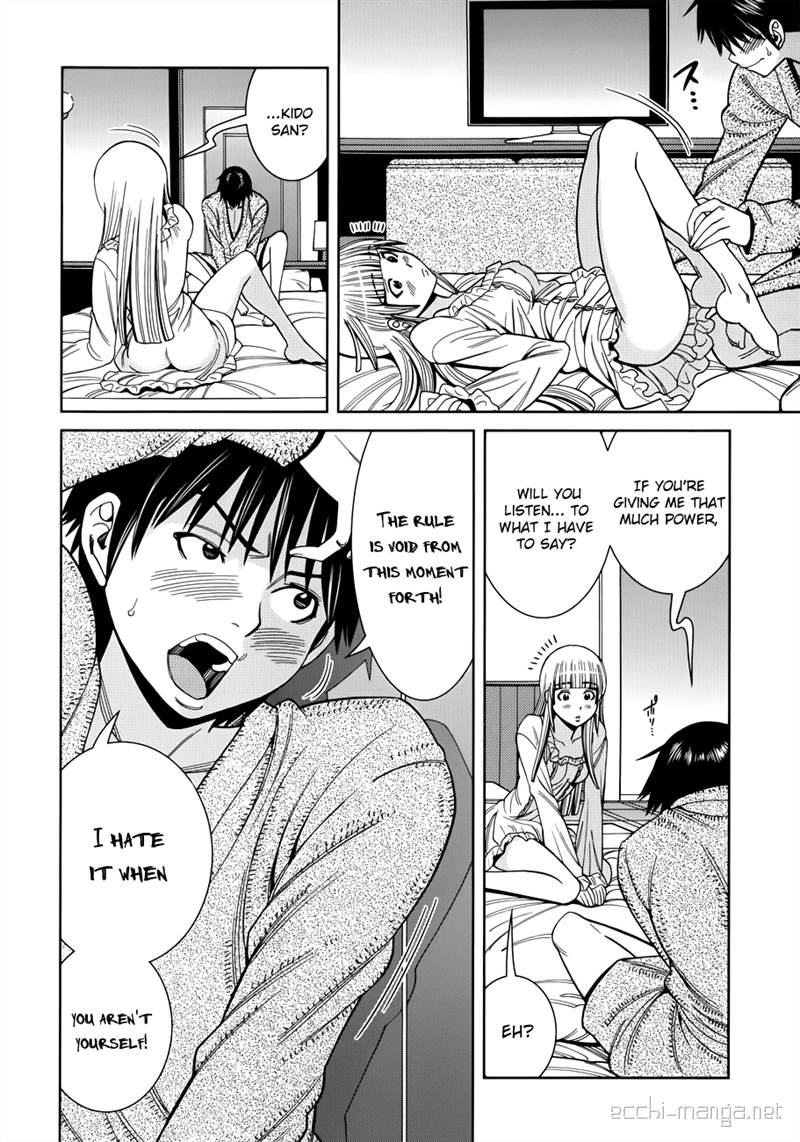 ス…
...KIDO
SAN?
IF YOU'RE
GIVING ME THAT
MUCH POWER,
WILL YOU
LISTEN... TO
WHAT I HAVE
TO SAY?
EH?
THE RULE
IS VOID FROM
THIS MOMENT
FORTH!
I HATE
IT WHEN
YOU AREN'T
YOURSELF!
ecchi-manga.net